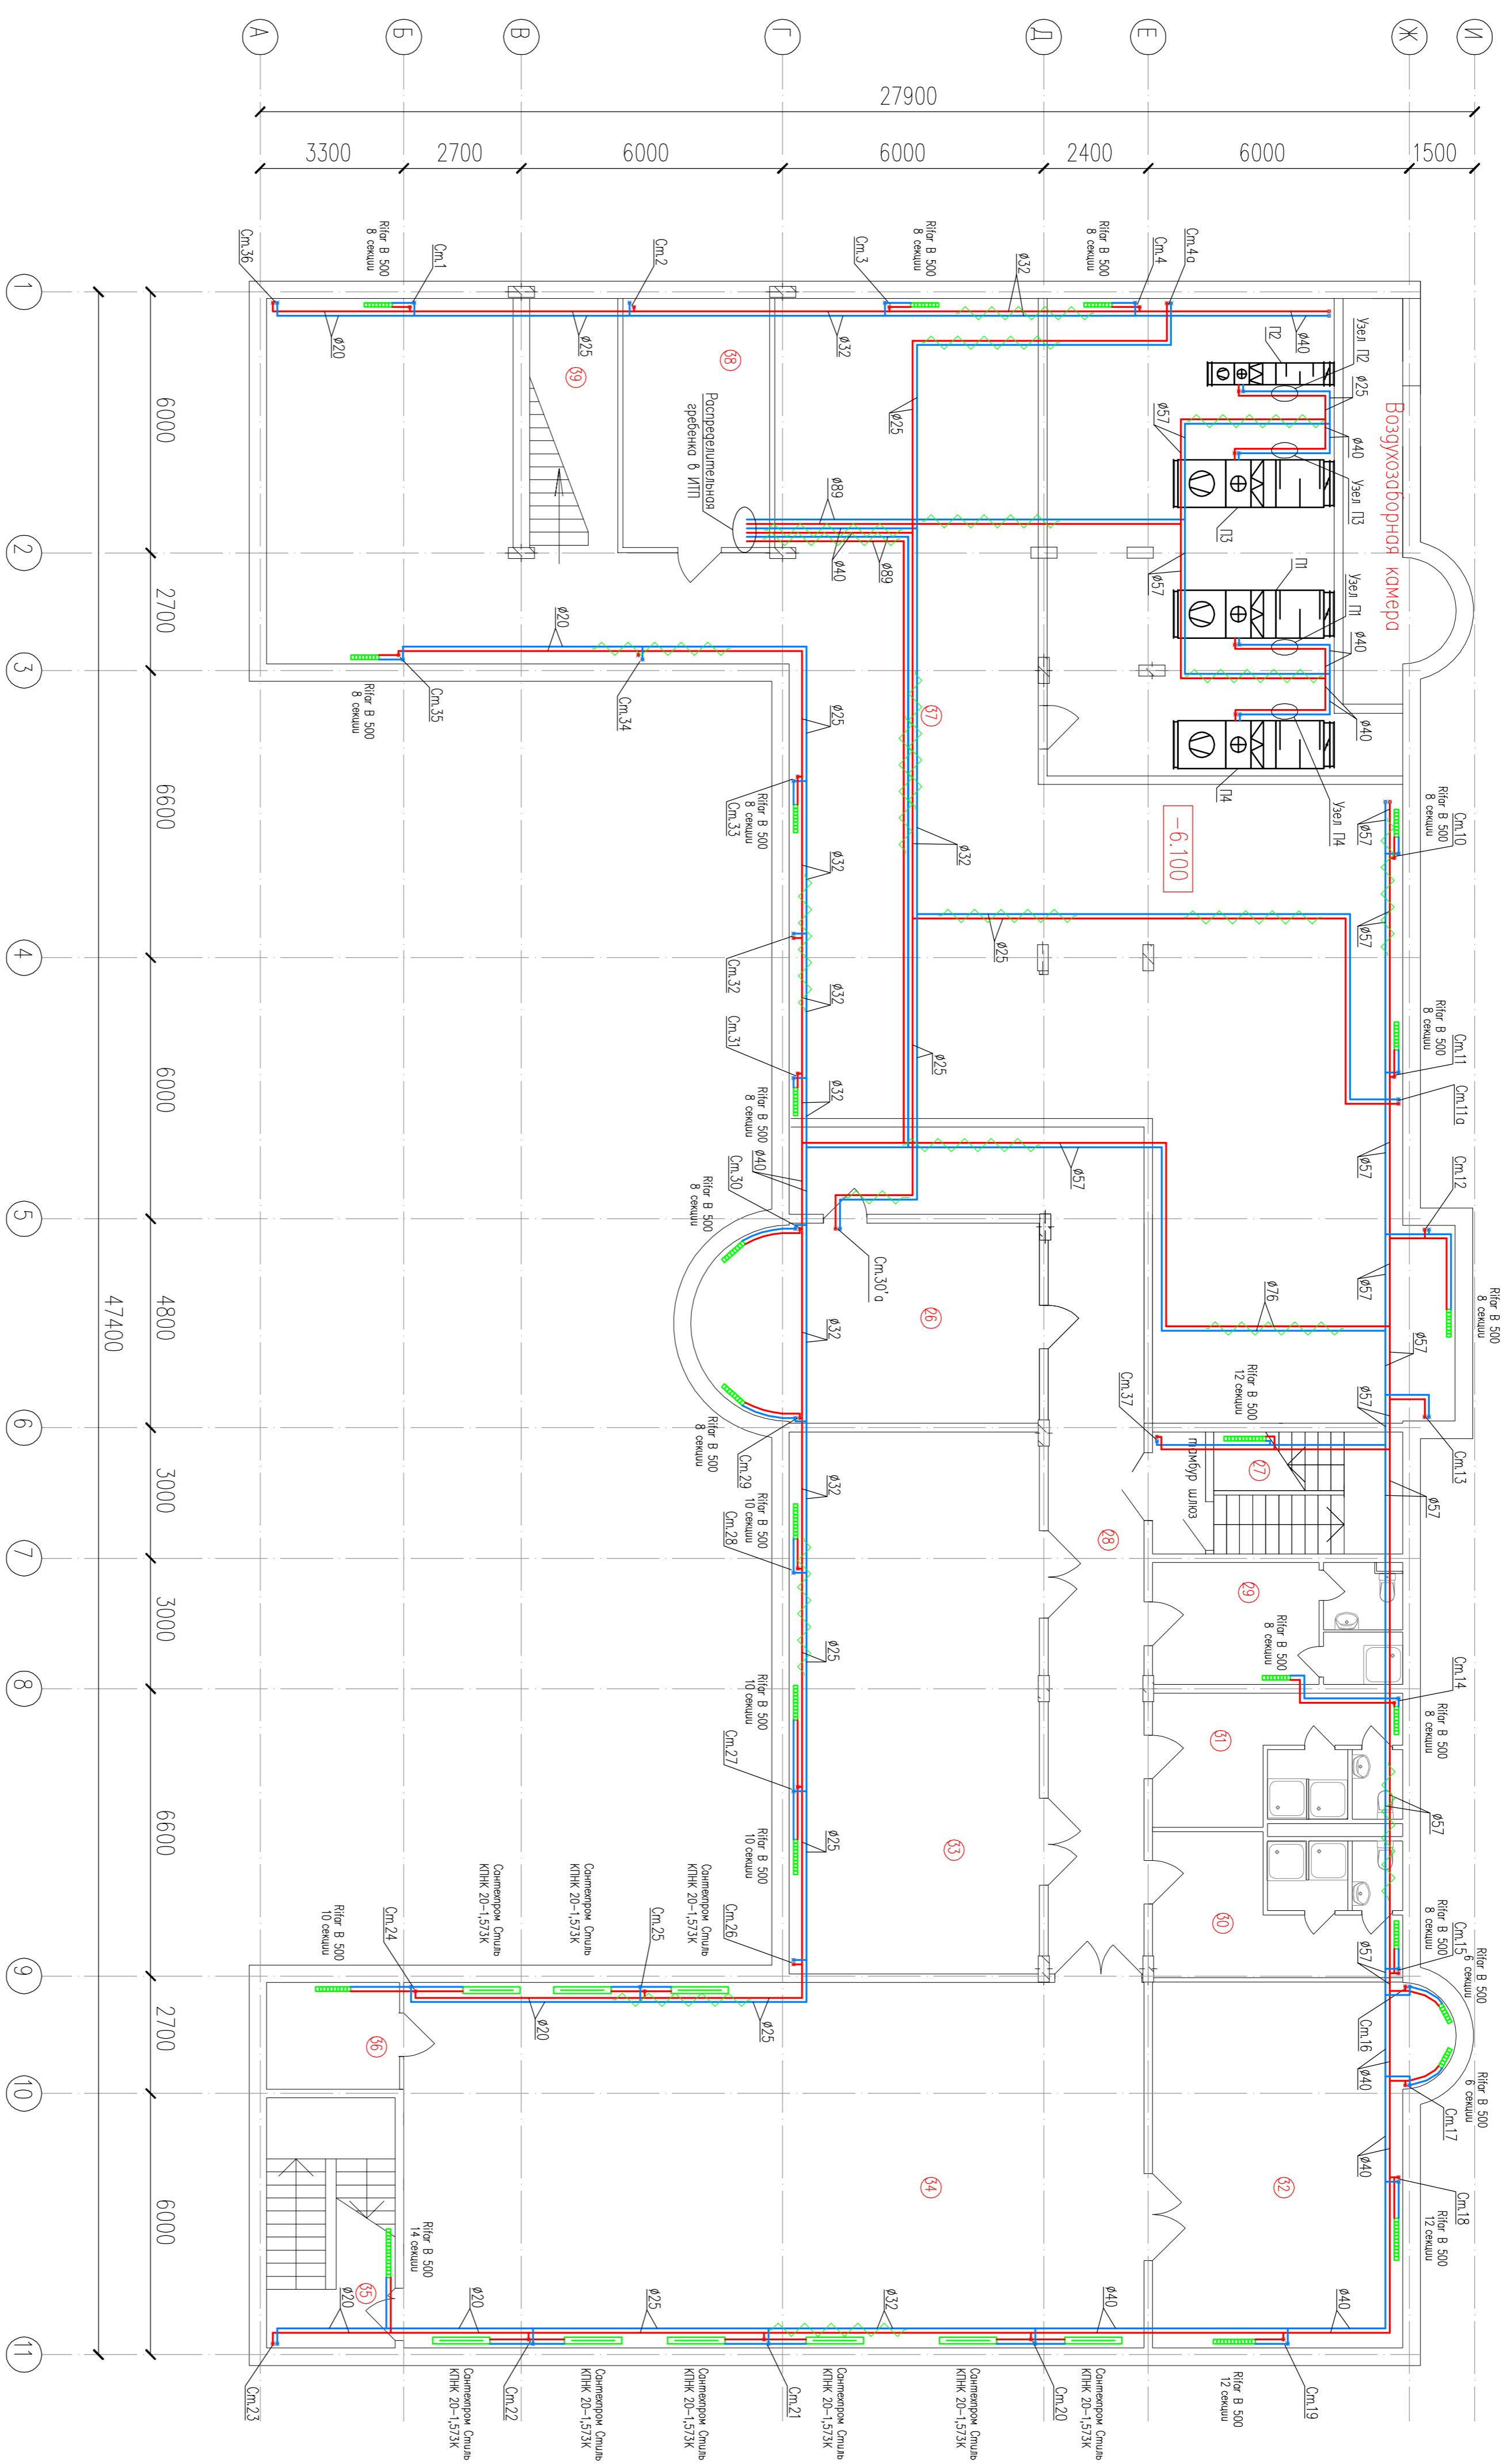 А
Б
В
Г
Д
Е
Ж
И
27900
3300
2700
6000
6000
2400
6000
1500
1
2
3
4
5
6
7
8
9
10
11
6000
2700
6600
6000
4800
3000
3000
6600
2700
6000
47400
Ст.36
Rifar B 500
8 секции
Ст.1
Ст.2
Ст.3
Rifar B 500
8 секции
Rifar B 500
8 секции
Ст.4
Ст.4а
ø20
ø25
ø32
ø32
ø40
39
38
Распределительная
гребенка в ИТП
П2
Узел П2
ø25
ø57
ø40
Узел П3
П3
ø25
Воздухозаборная камера
ø89
ø40
ø89
ø57
П1
Узел П1
ø40
ø40
П4
Узел П4
ø20
Rifar B 500
8 секции
Ст.35
Ст.34
ø25
37
-6.100
Ст.33
Rifar B 500
8 секции
ø32
ø32
Rifar B 500
8 секции
Ст.10
ø57
ø57
ø25
Ст.32
ø32
Rifar B 500
8 секции
Ст.11
Ст.11а
Ст.31
ø32
ø25
Rifar B 500
8 секции
ø40
ø57
ø57
Ст.12
Rifar B 500
8 секции
Ст.30
Ст.30'а
26
ø32
ø76
ø57
ø57
Rifar B 500
8 секции
Rifar B 500
12 секции
ø57
Ст.37
Ст.13
Rifar B 500
8 секции
Ст.29
ø32
тамбур шлюз
27
ø57
Rifar B 500
10 секции
Ст.28
28
29
ø25
Rifar B 500
8 секции
Ст.14
Rifar B 500
8 секции
Rifar B 500
10 секции
Ст.27
31
ø57
Rifar B 500
10 секции
ø25
33
30
Ст.26
Rifar B 500
8 секции
Ст.15
ø57
Rifar B 500
6 секции
Rifar B 500
10 секции
Ст.24
Сантехпром Стиль
КПНК 20-1,573К
Сантехпром Стиль
КПНК 20-1,573К
Ст.25
Сантехпром Стиль
КПНК 20-1,573К
ø20
ø25
36
Ст.16
ø40
Rifar B 500
6 секции
Ст.17
ø40
34
32
Ст.18
Rifar B 500
12 секции
Rifar B 500
14 секции
35
ø20
ø20
ø25
ø32
ø40
ø40
Ст.23
Сантехпром Стиль
КПНК 20-1,573К
Ст.22
Сантехпром Стиль
КПНК 20-1,573К
Сантехпром Стиль
КПНК 20-1,573К
Ст.21
Сантехпром Стиль
КПНК 20-1,573К
Сантехпром Стиль
КПНК 20-1,573К
Ст.20
Сантехпром Стиль
КПНК 20-1,573К
Rifar B 500
12 секции
Ст.19